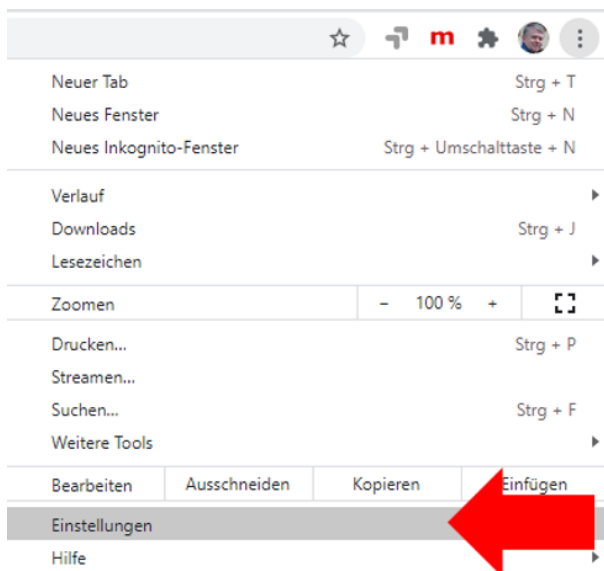 m
Neuer Tab Strg + T
Neues Fenster Strg + N
Neues Inkognito-Fenster Strg + Umschalttaste + N
Verlauf
Downloads Strg + J
Lesezeichen
Zoomen - 100 % +
Drucken... Strg + P
Streamen...
Suchen... Strg + F
Weitere Tools
Bearbeiten Ausschneiden Kopieren Einfügen
Einstellungen
Hilfe